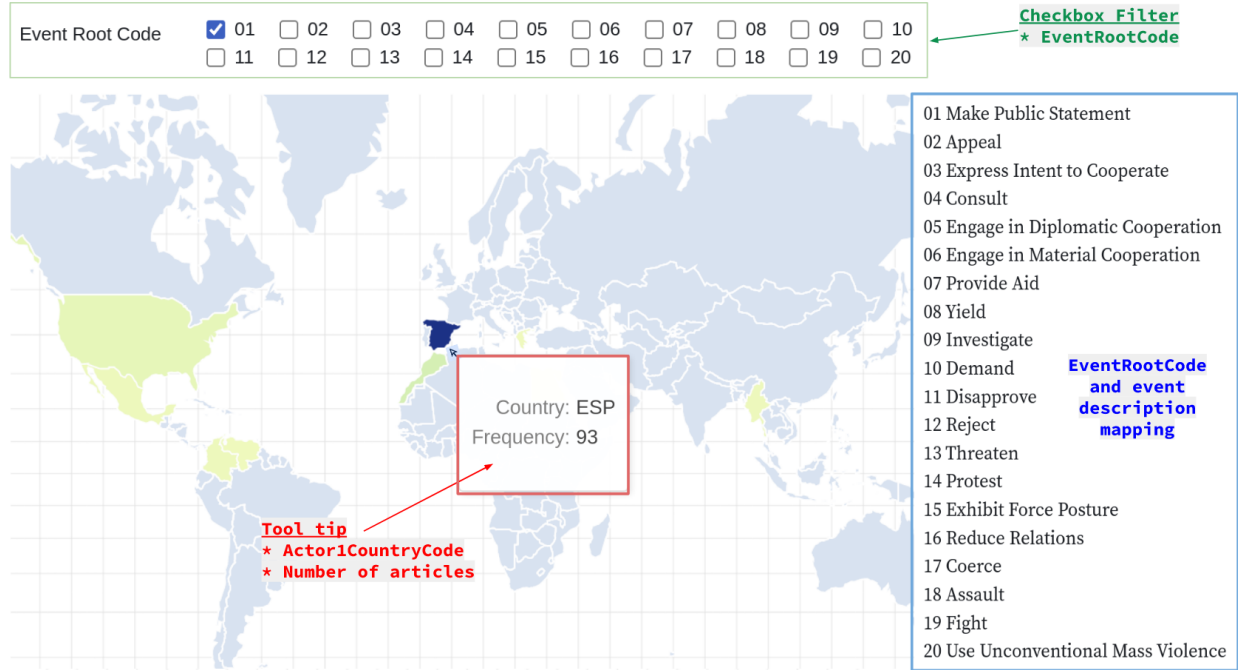 Event Root Code
01 02 03 04 05 06 07 08 09 10
11 12 13 14 15 16 17 18 19 20
Checkbox Filter
* EventRootCode
01 Make Public Statement
02 Appeal
03 Express Intent to Cooperate
04 Consult
05 Engage in Diplomatic Cooperation
06 Engage in Material Cooperation
07 Provide Aid
08 Yield
09 Investigate
10 Demand
11 Disapprove
12 Reject
13 Threaten
14 Protest
15 Exhibit Force Posture
16 Reduce Relations
17 Coerce
18 Assault
19 Fight
20 Use Unconventional Mass Violence
EventRootCode
and event
description
mapping
Country: ESP
Frequency: 93
Tool tip
* Actor1CountryCode
* Number of articles